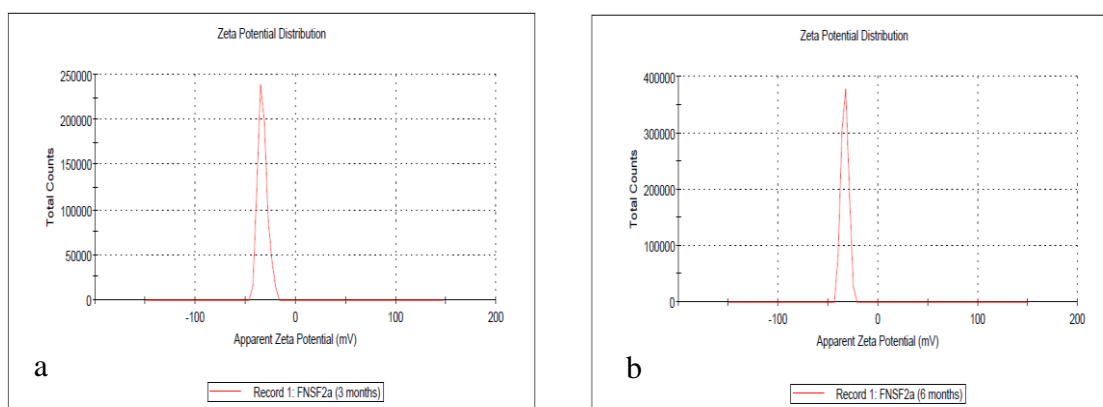 Zeta Potential Distribution
250000
200000
150000
100000
50000
0
Total Counts
-100
0
100
200
Apparent Zeta Potential (mV)
a
Record 1: FNSF2a (3 months)
Zeta Potential Distribution
400000
300000
200000
100000
0
Total Counts
-100
0
100
200
Apparent Zeta Potential (mV)
b
Record 1: FNSF2a (6 months)